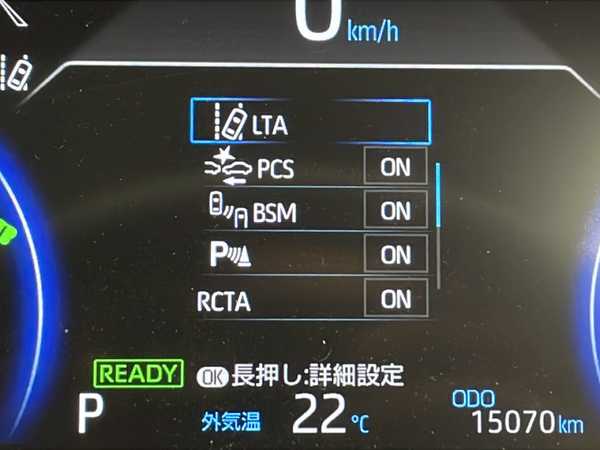 0 km/h
LTA
PCS ON
BSM ON
P ON
RCTA ON
READY OK 長押し:詳細設定
P 外気温 22℃ ODO 15070km